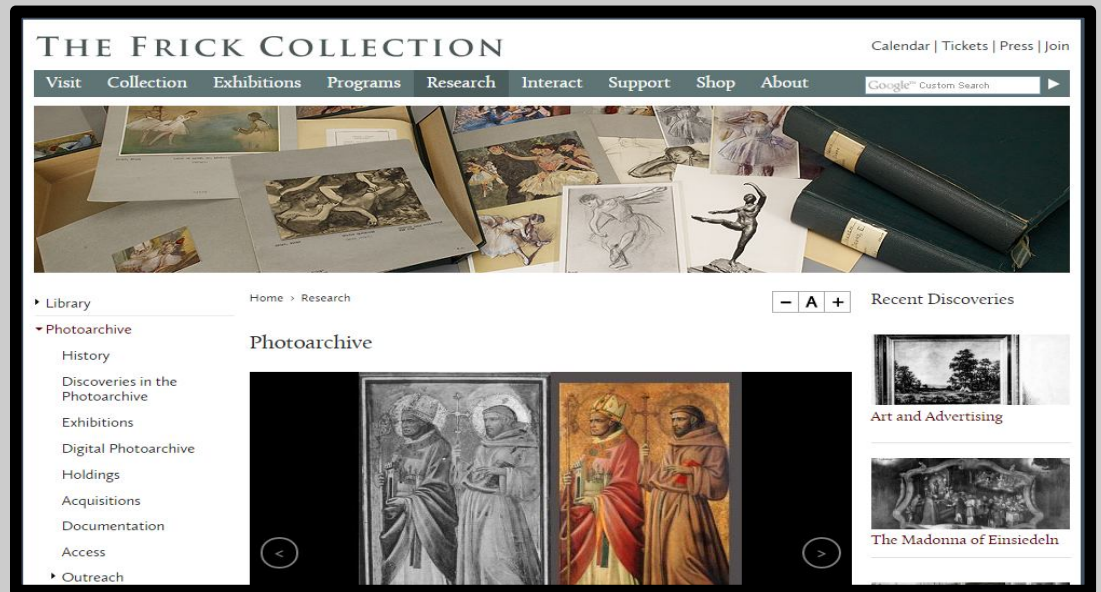 THE FRICK COLLECTION
Calendar | Tickets | Press | Join
Visit Collection Exhibitions Programs Research Interact Support Shop About
Google™ Custom Search
Library
Photoarchive
History
Discoveries in the
Photoarchive
Exhibitions
Digital Photoarchive
Holdings
Acquisitions
Documentation
Access
Outreach
Home › Research
− A +
Photoarchive
< >
Recent Discoveries
Art and Advertising
The Madonna of Einsiedeln